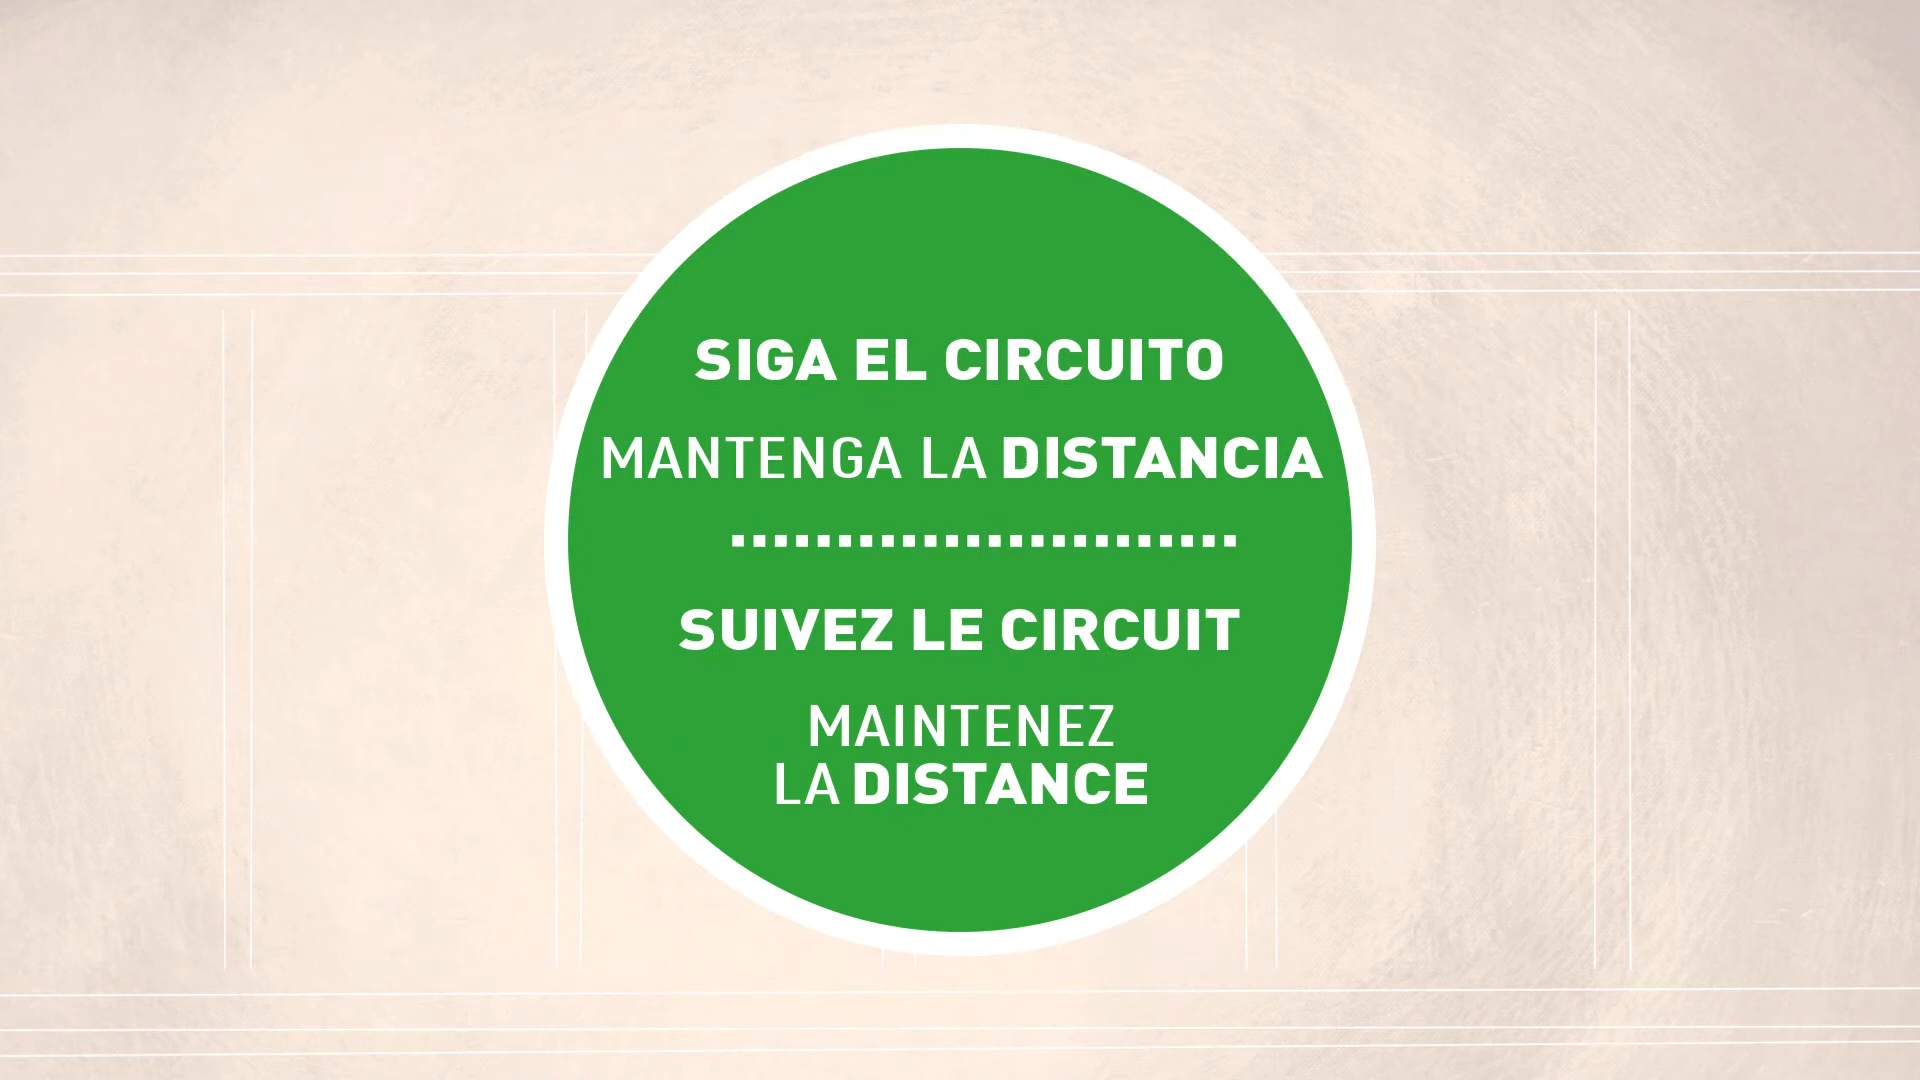 SIGA EL CIRCUITO
MANTENGA LA DISTANCIA
SUIVEZ LE CIRCUIT
MAINTENEZ
LA DISTANCE